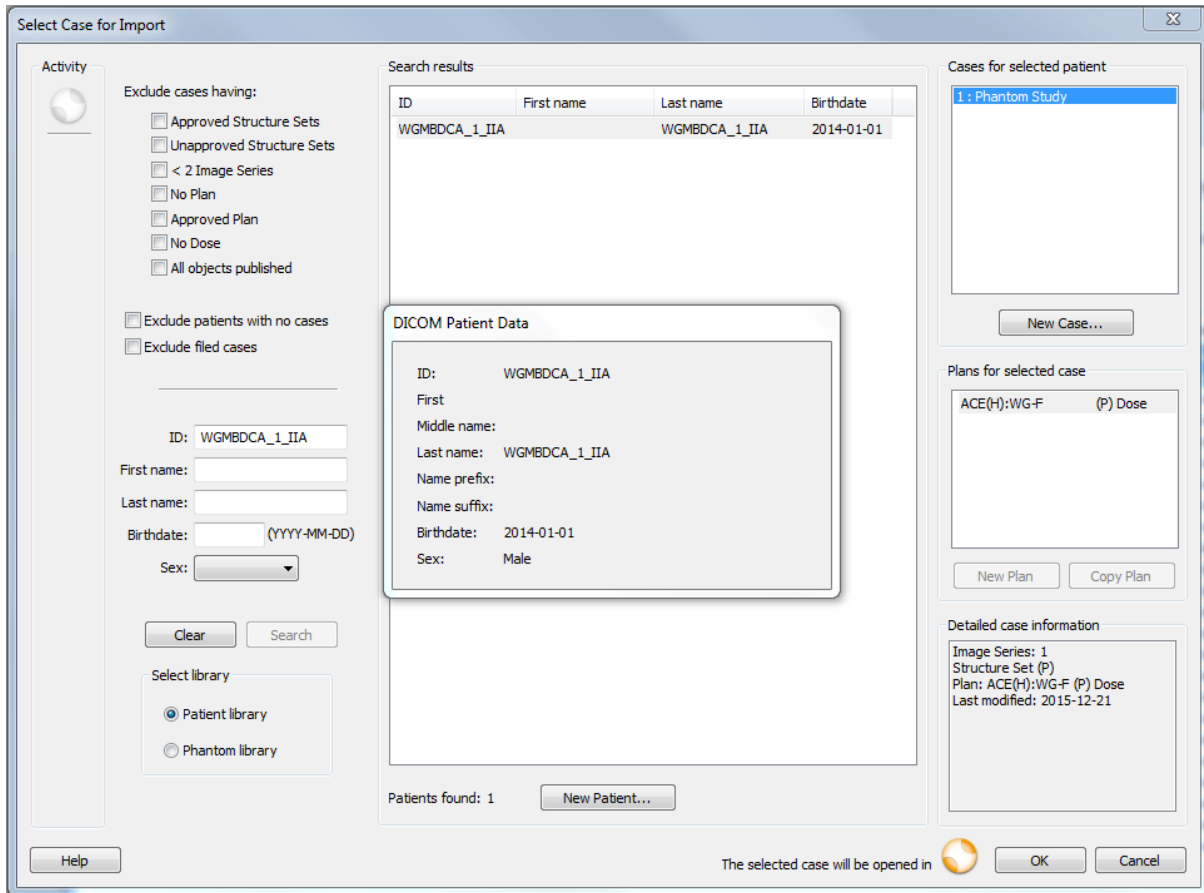 Select Case for Import
Activity
Exclude cases having:
Approved Structure Sets
Unapproved Structure Sets
< 2 Image Series
No Plan
Approved Plan
No Dose
All objects published
Exclude patients with no cases
Exclude filed cases
ID: WGMBDCA_1_IIA
First name:
Last name:
Birthdate: (YYYY-MM-DD)
Sex:
Clear Search
Select library
Patient library
Phantom library
Help
Search results
ID First name Last name Birthdate
WGMBDCA_1_IIA WGMBDCA_1_IIA 2014-01-01
DICOM Patient Data
ID: WGMBDCA_1_IIA
First
Middle name:
Last name: WGMBDCA_1_IIA
Name prefix:
Name suffix:
Birthdate: 2014-01-01
Sex: Male
Patients found: 1 New Patient...
Cases for selected patient
1 : Phantom Study
New Case...
Plans for selected case
ACE(H):WG-F (P) Dose
New Plan Copy Plan
Detailed case information
Image Series: 1
Structure Set (P)
Plan: ACE(H):WG-F (P) Dose
Last modified: 2015-12-21
The selected case will be opened in OK Cancel